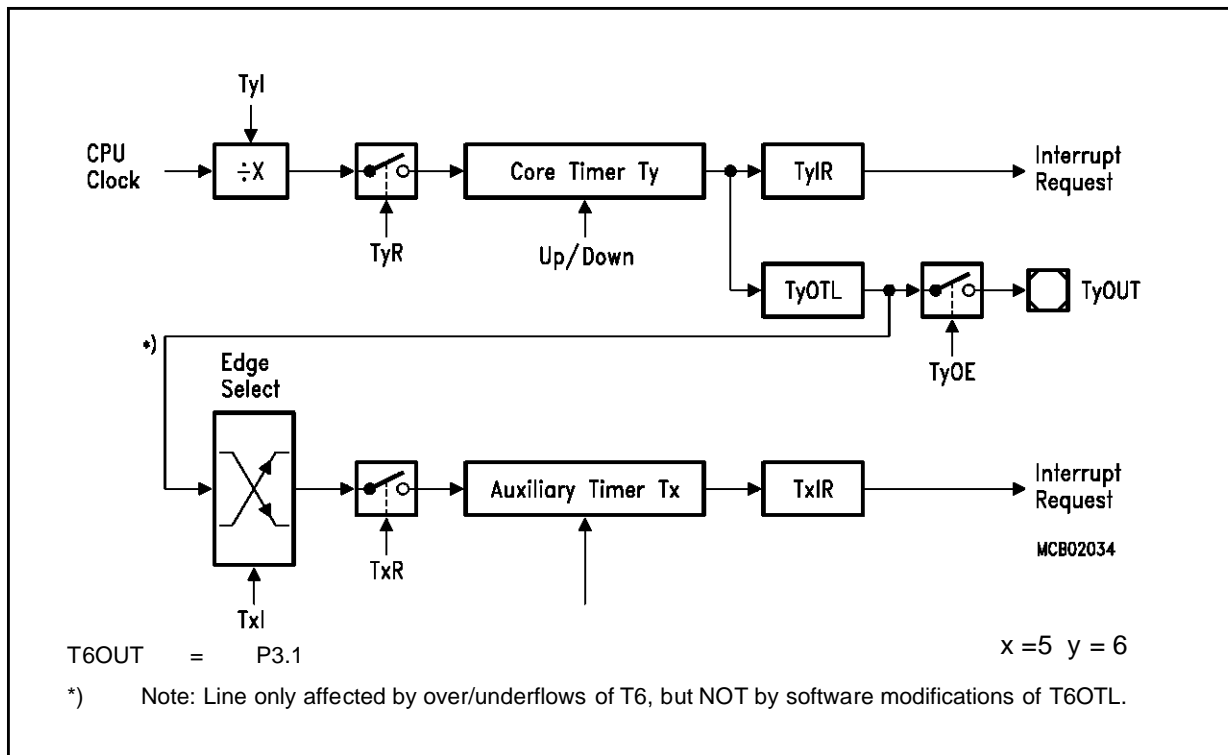 TyI
CPU
Clock
÷X
TyR
Core Timer Ty
Up/Down
TyIR
Interrupt
Request
TyOTL
TyOUT
TyOE
*)
Edge
Select
TxI
TxR
Auxiliary Timer Tx
TxIR
Interrupt
Request
MCB02034
T6OUT = P3.1
x =5 y = 6
*) Note: Line only affected by over/underflows of T6, but NOT by software modifications of T6OTL.